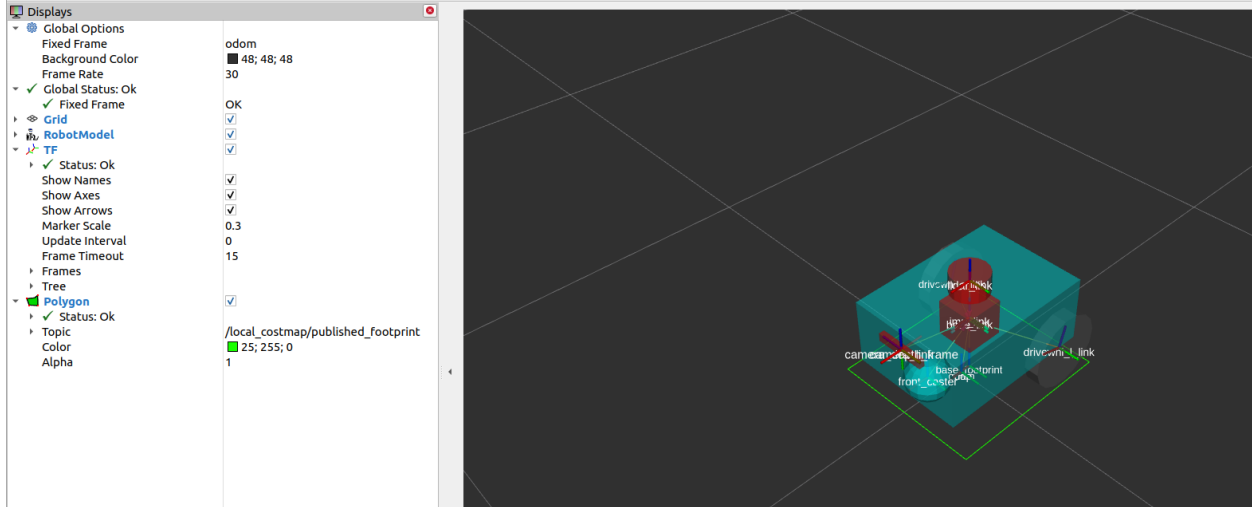 Displays
Global Options
Fixed Frame odom
Background Color 48; 48; 48
Frame Rate 30
Global Status: Ok
Fixed Frame OK
Grid
RobotModel
TF
Status: Ok
Show Names
Show Axes
Show Arrows
Marker Scale 0.3
Update Interval 0
Frame Timeout 15
Frames
Tree
Polygon
Status: Ok
Topic /local_costmap/published_footprint
Color 25; 255; 0
Alpha 1
drivewhl_l_link
base_footprint
front_caster